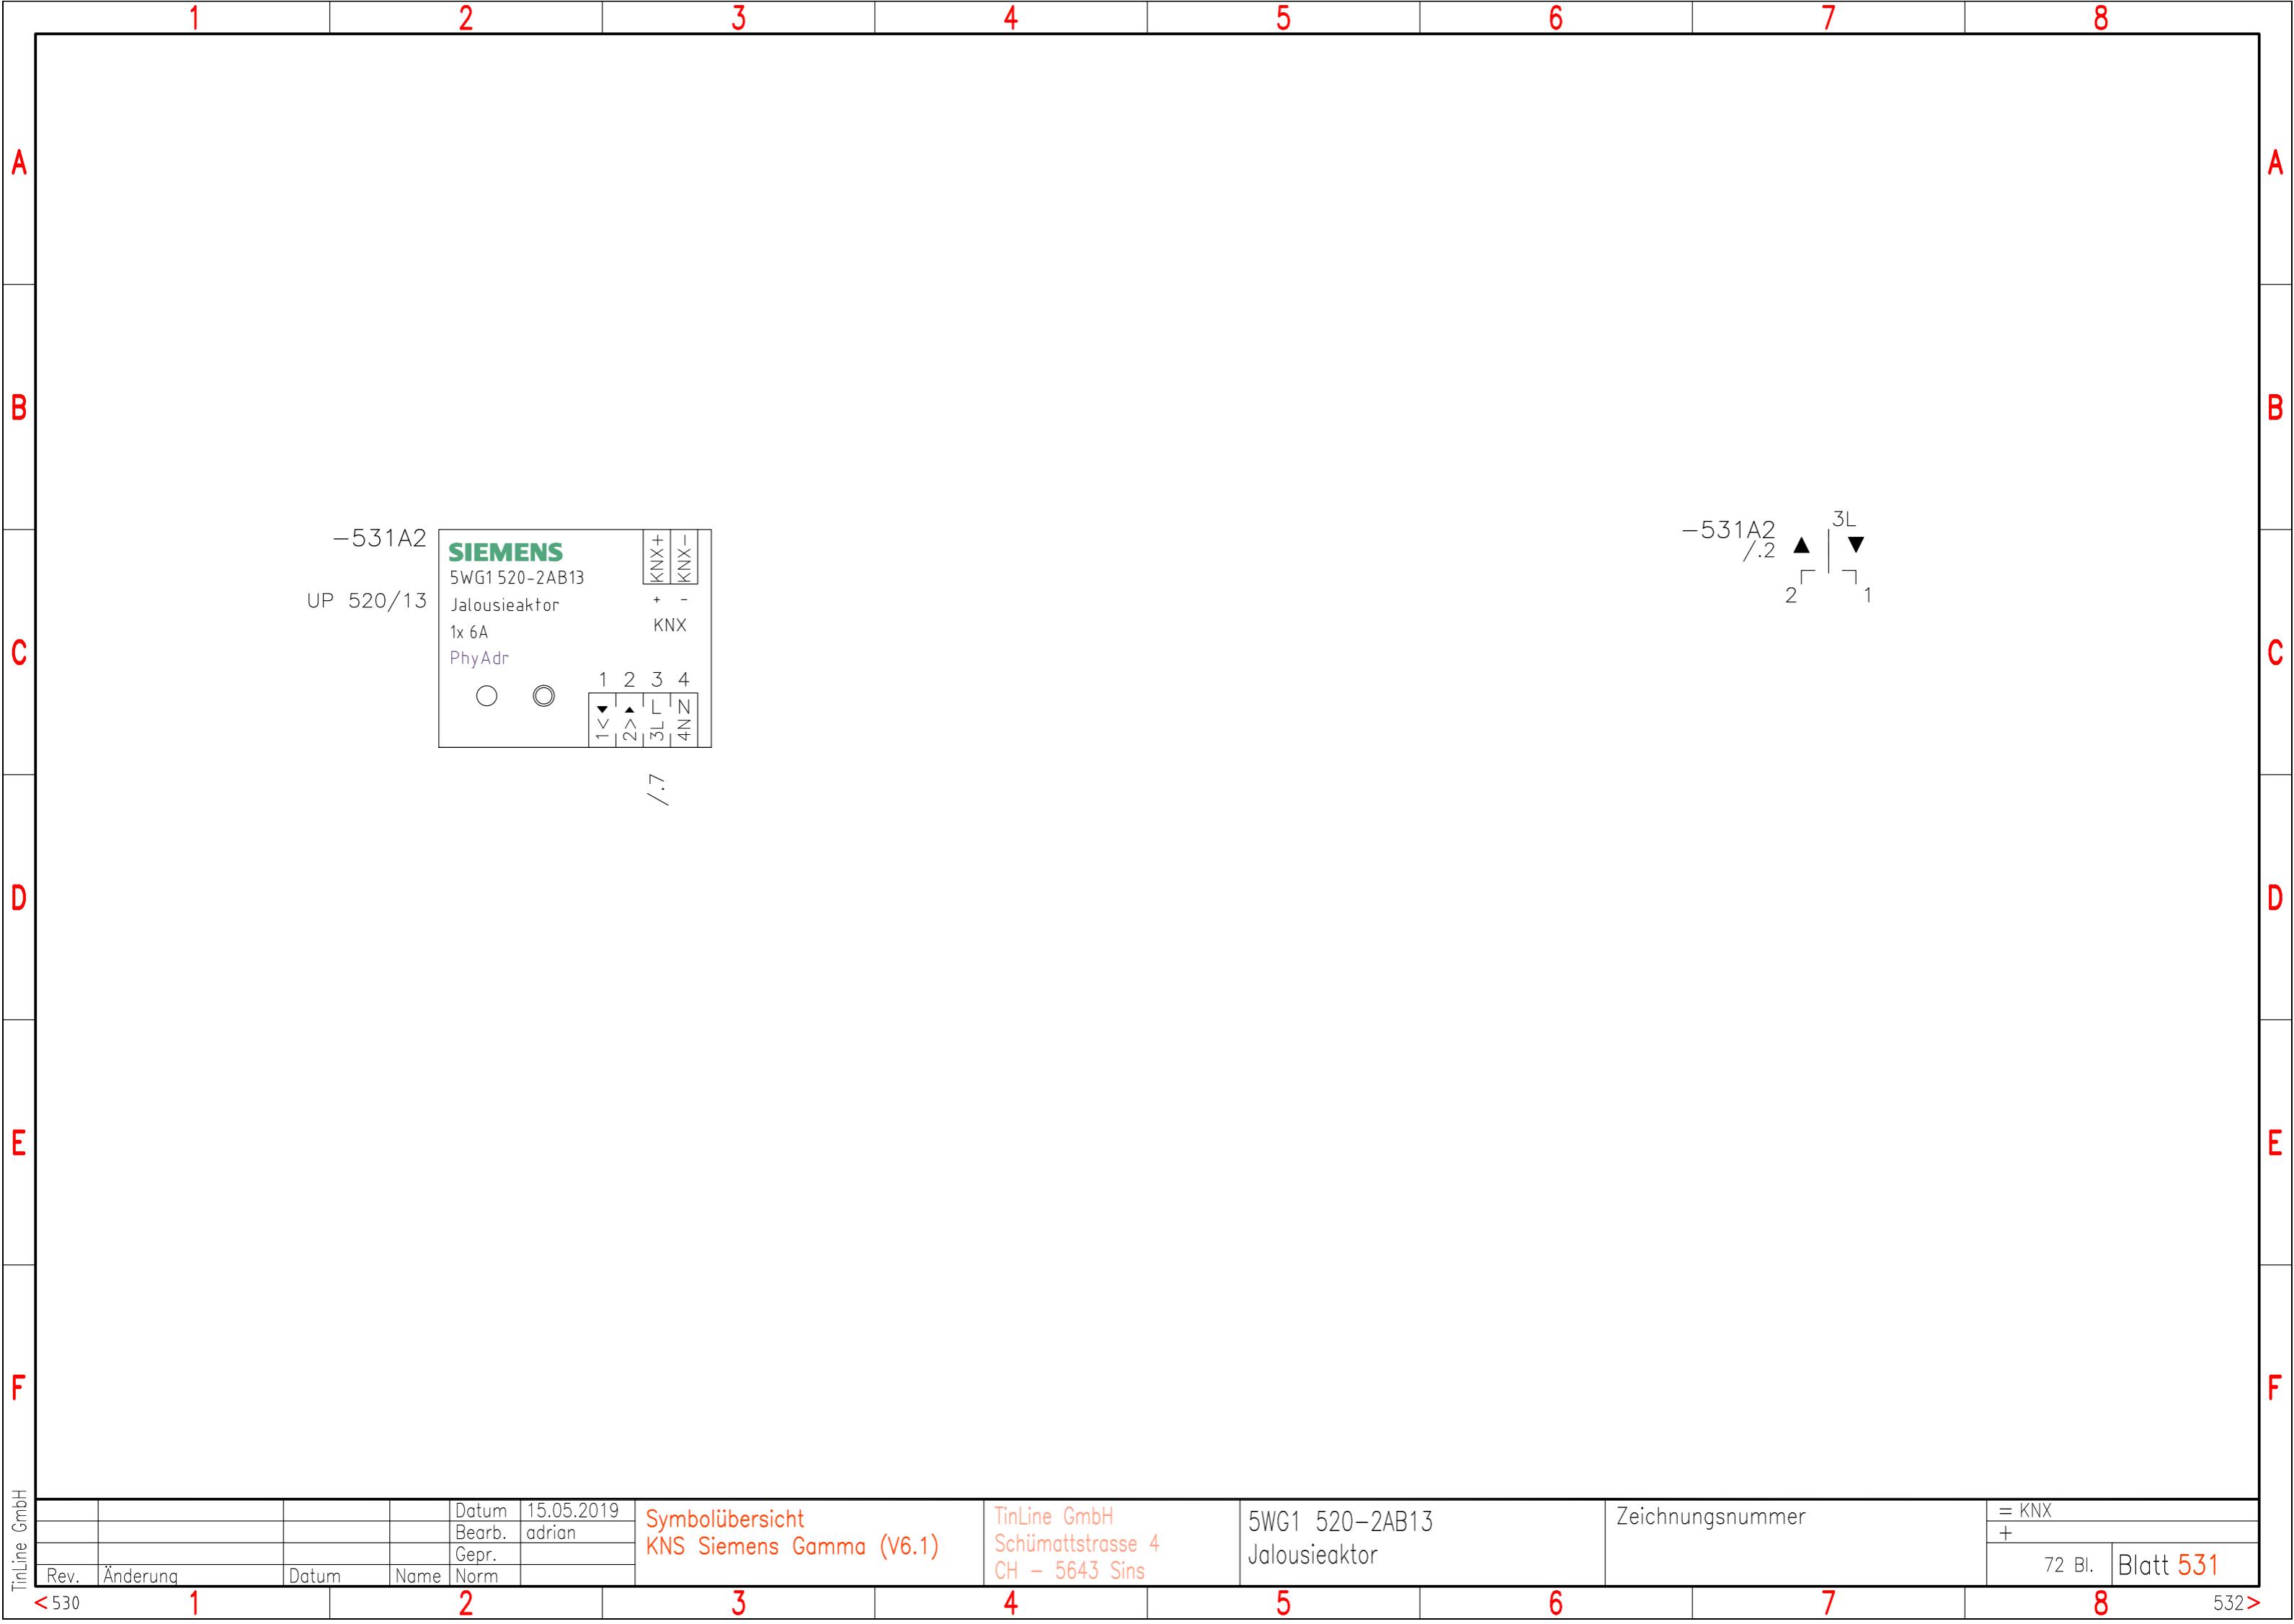 1 2 3 4 5 6 7 8
A A
B B
-531A2
SIEMENS
KNX+ KNX-
5WG1 520-2AB13
UP 520/13
Jalousieaktor
+ -
1x 6A
KNX
PhyAdr
1 2 3 4
L N
1< 2> 3L 4N
/.7
3L
-531A2
/.2
2 1
C C
D D
E E
F F
TinLine GmbH
Datum 15.05.2019
Bearb. adrian
Gepr.
Rev. Änderung Datum Name Norm
Symbolübersicht
KNS Siemens Gamma (V6.1)
TinLine GmbH
Schümattstrasse 4
CH - 5643 Sins
5WG1 520-2AB13
Jalousieaktor
Zeichnungsnummer
= KNX
+
72 Bl. Blatt 531
<530 1 2 3 4 5 6 7 8 532>